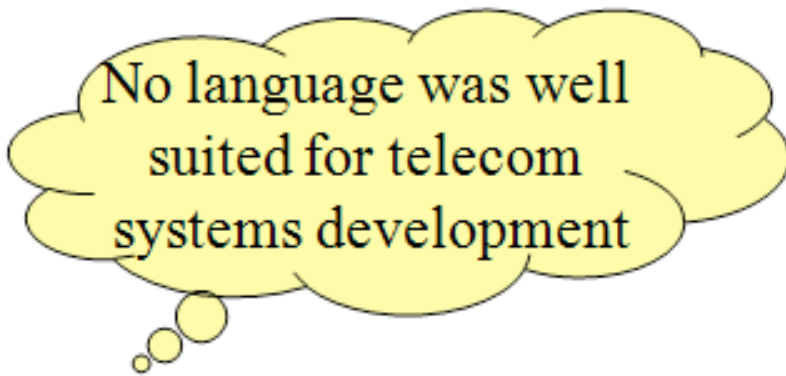 No language was well
suited for telecom
systems development